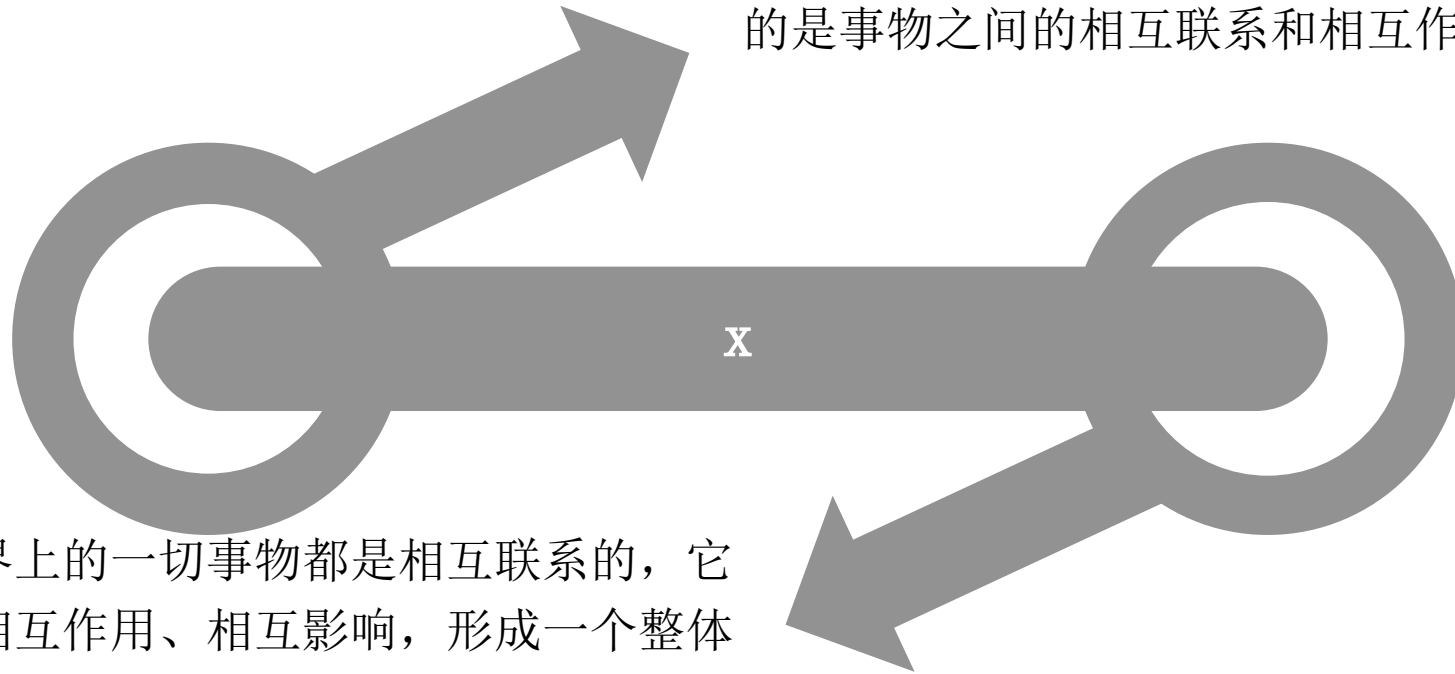 的是事物之间的相互联系和相互作
X
界上的一切事物都是相互联系的，它
相互作用、相互影响，形成一个整体